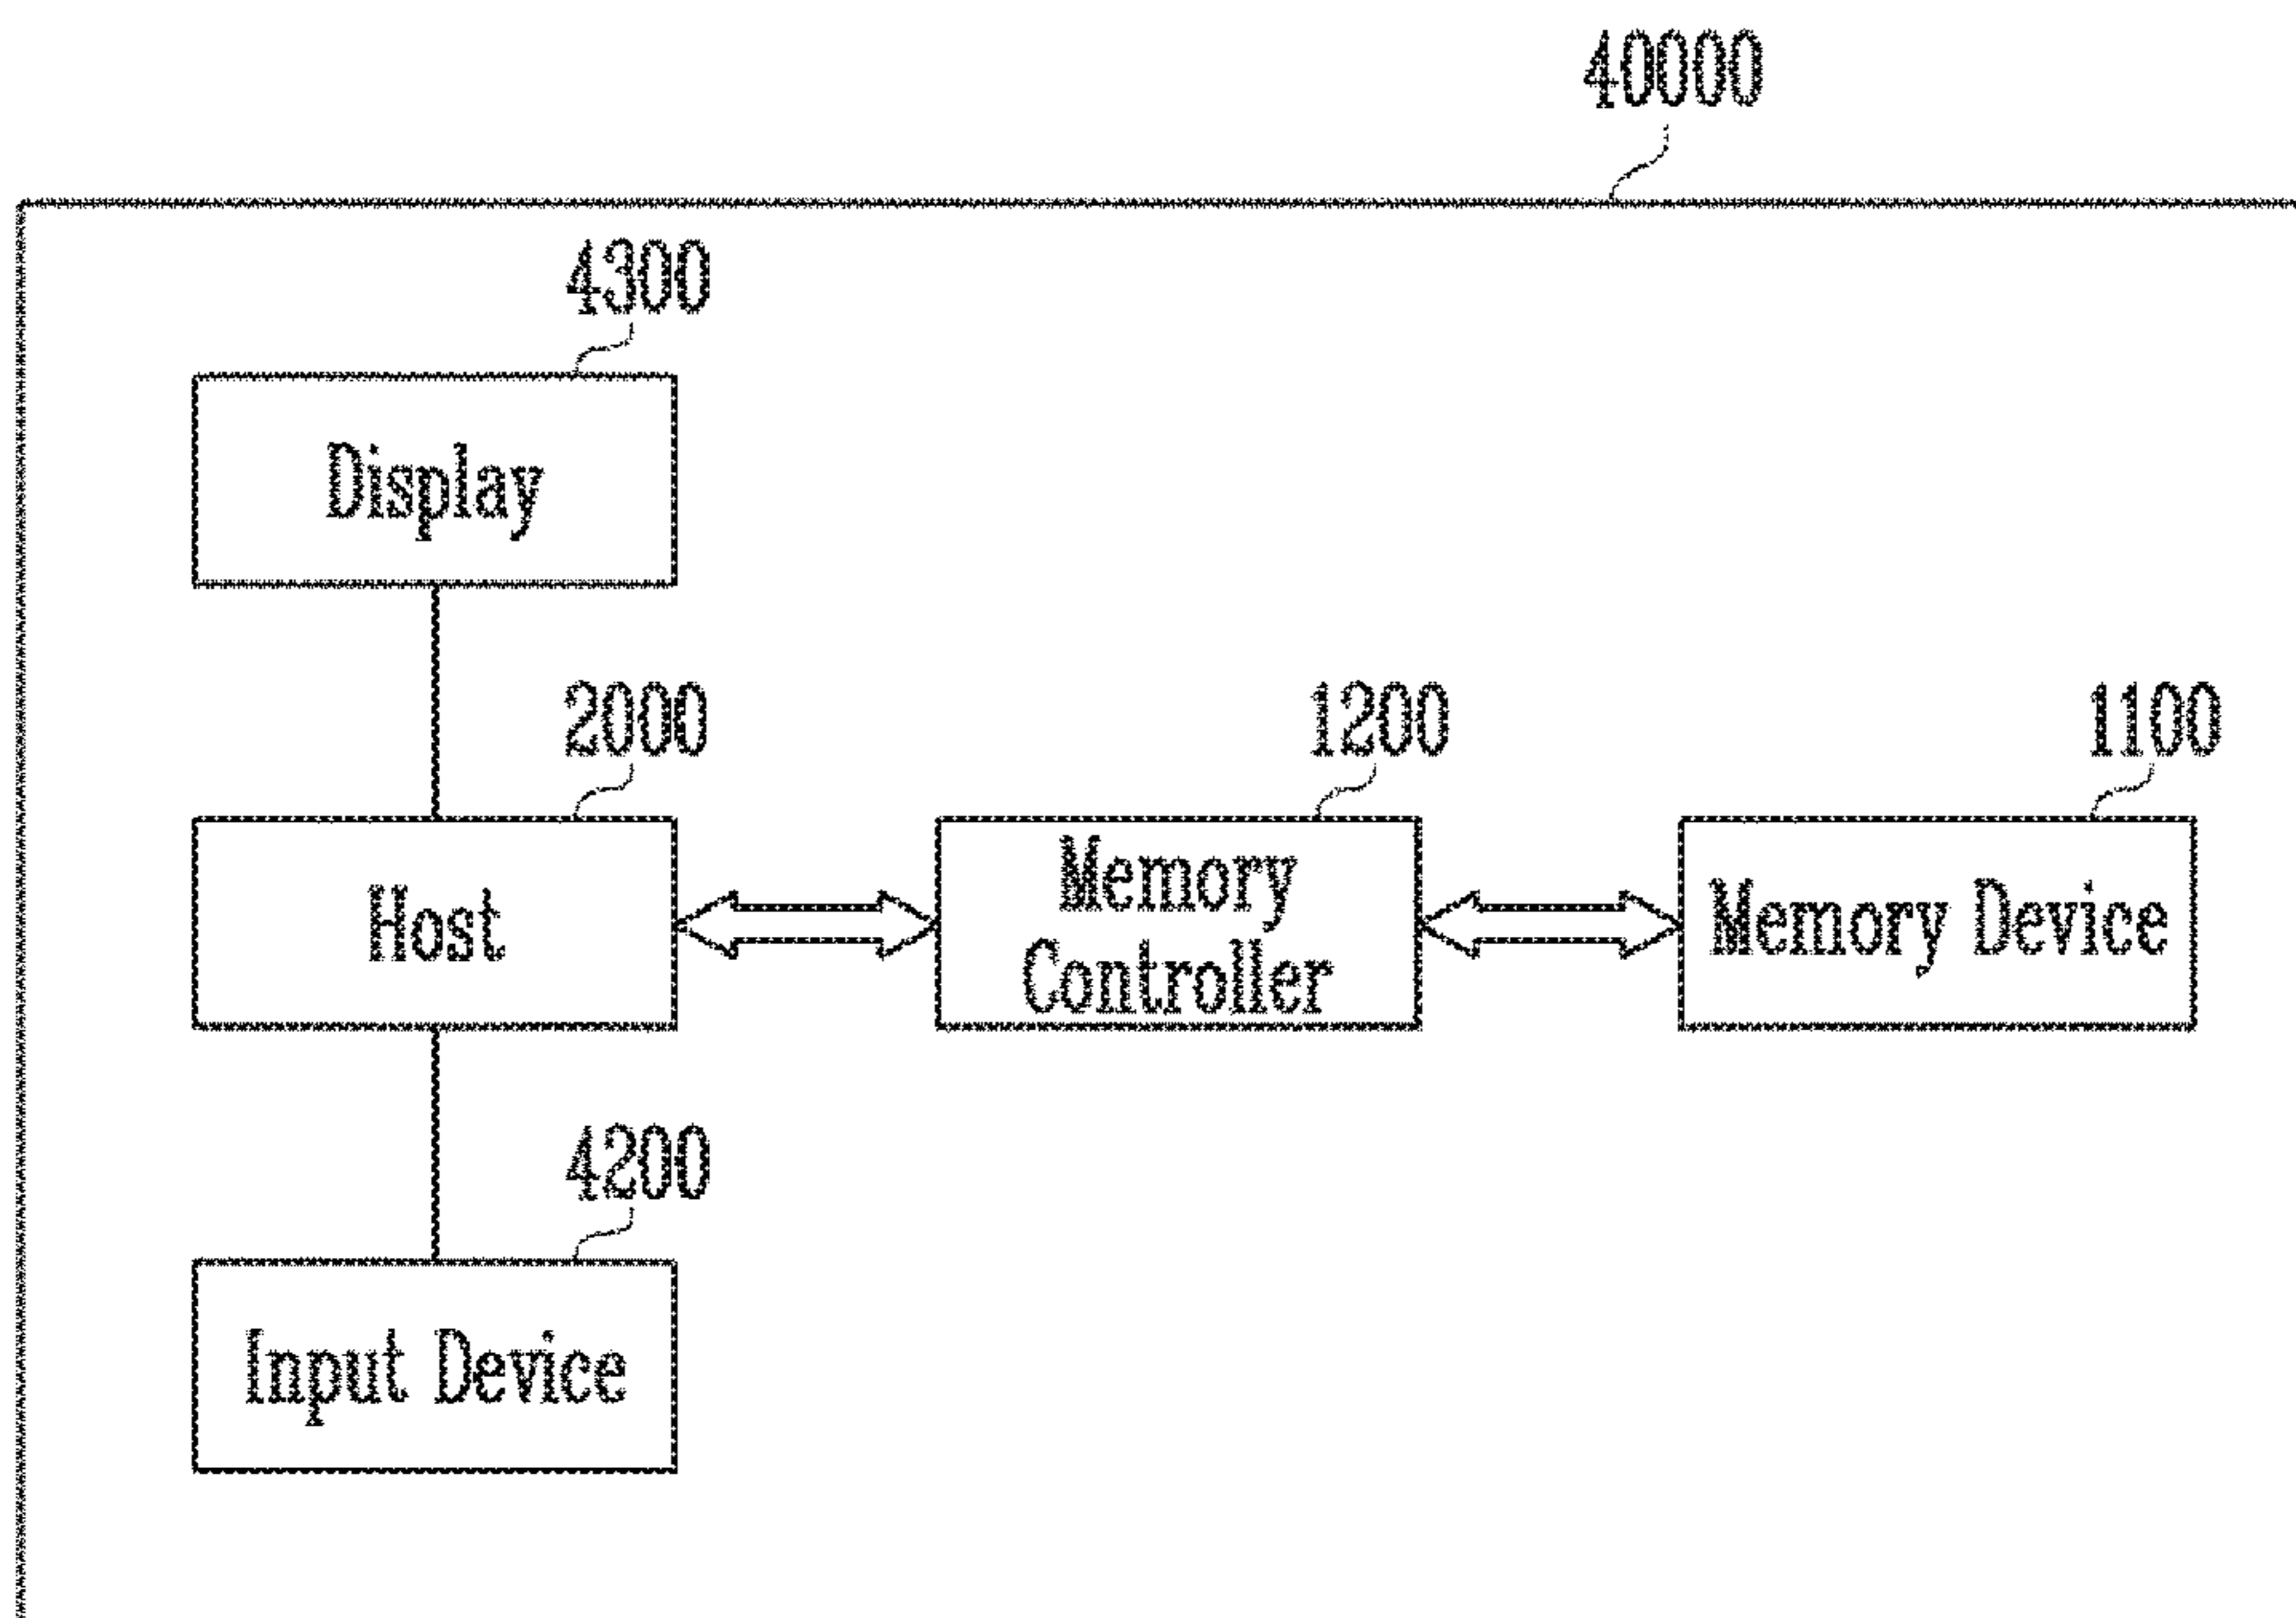 40000
4300
Display
2000
1200
1100
Host
Memory
Controller
Memory Device
4200
Input Device